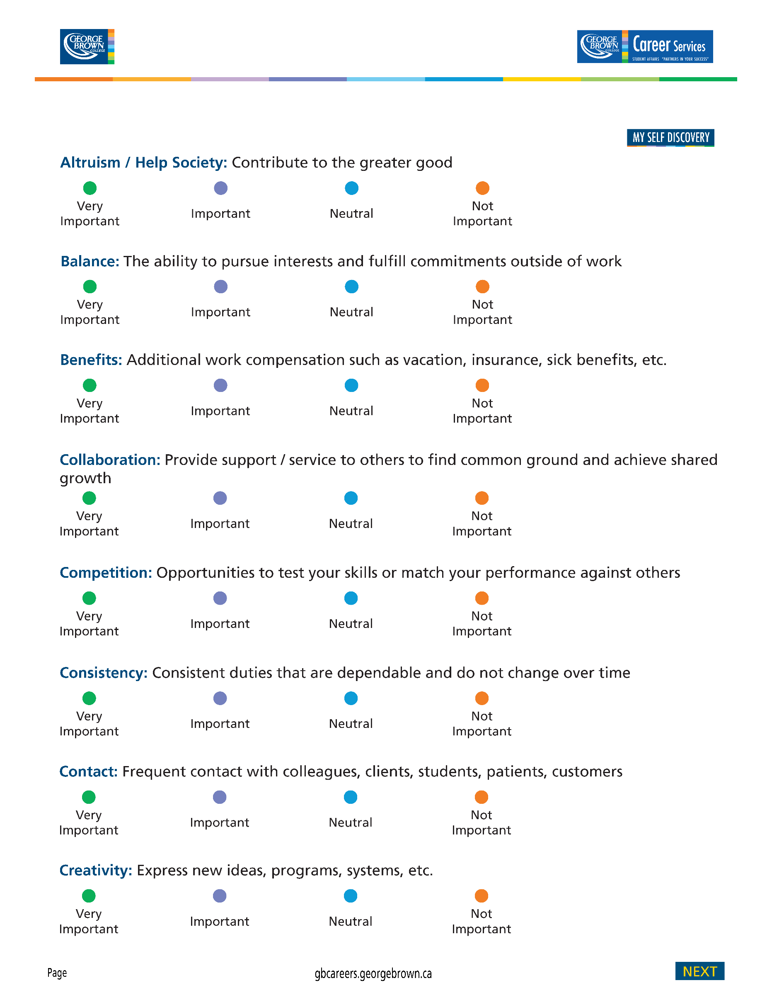 GEORGE
BROWN
COLLEGE
GEORGE
BROWN
COLLEGE
Career Services
STUDENT AFFAIRS "PARTNERS IN YOUR SUCCESS"
MY SELF DISCOVERY
Altruism / Help Society: Contribute to the greater good
Very Important Important Neutral Not Important
Balance: The ability to pursue interests and fulfill commitments outside of work
Very Important Important Neutral Not Important
Benefits: Additional work compensation such as vacation, insurance, sick benefits, etc.
Very Important Important Neutral Not Important
Collaboration: Provide support / service to others to find common ground and achieve shared
growth
Very Important Important Neutral Not Important
Competition: Opportunities to test your skills or match your performance against others
Very Important Important Neutral Not Important
Consistency: Consistent duties that are dependable and do not change over time
Very Important Important Neutral Not Important
Contact: Frequent contact with colleagues, clients, students, patients, customers
Very Important Important Neutral Not Important
Creativity: Express new ideas, programs, systems, etc.
Very Important Important Neutral Not Important
Page gbcareers.georgebrown.ca NEXT